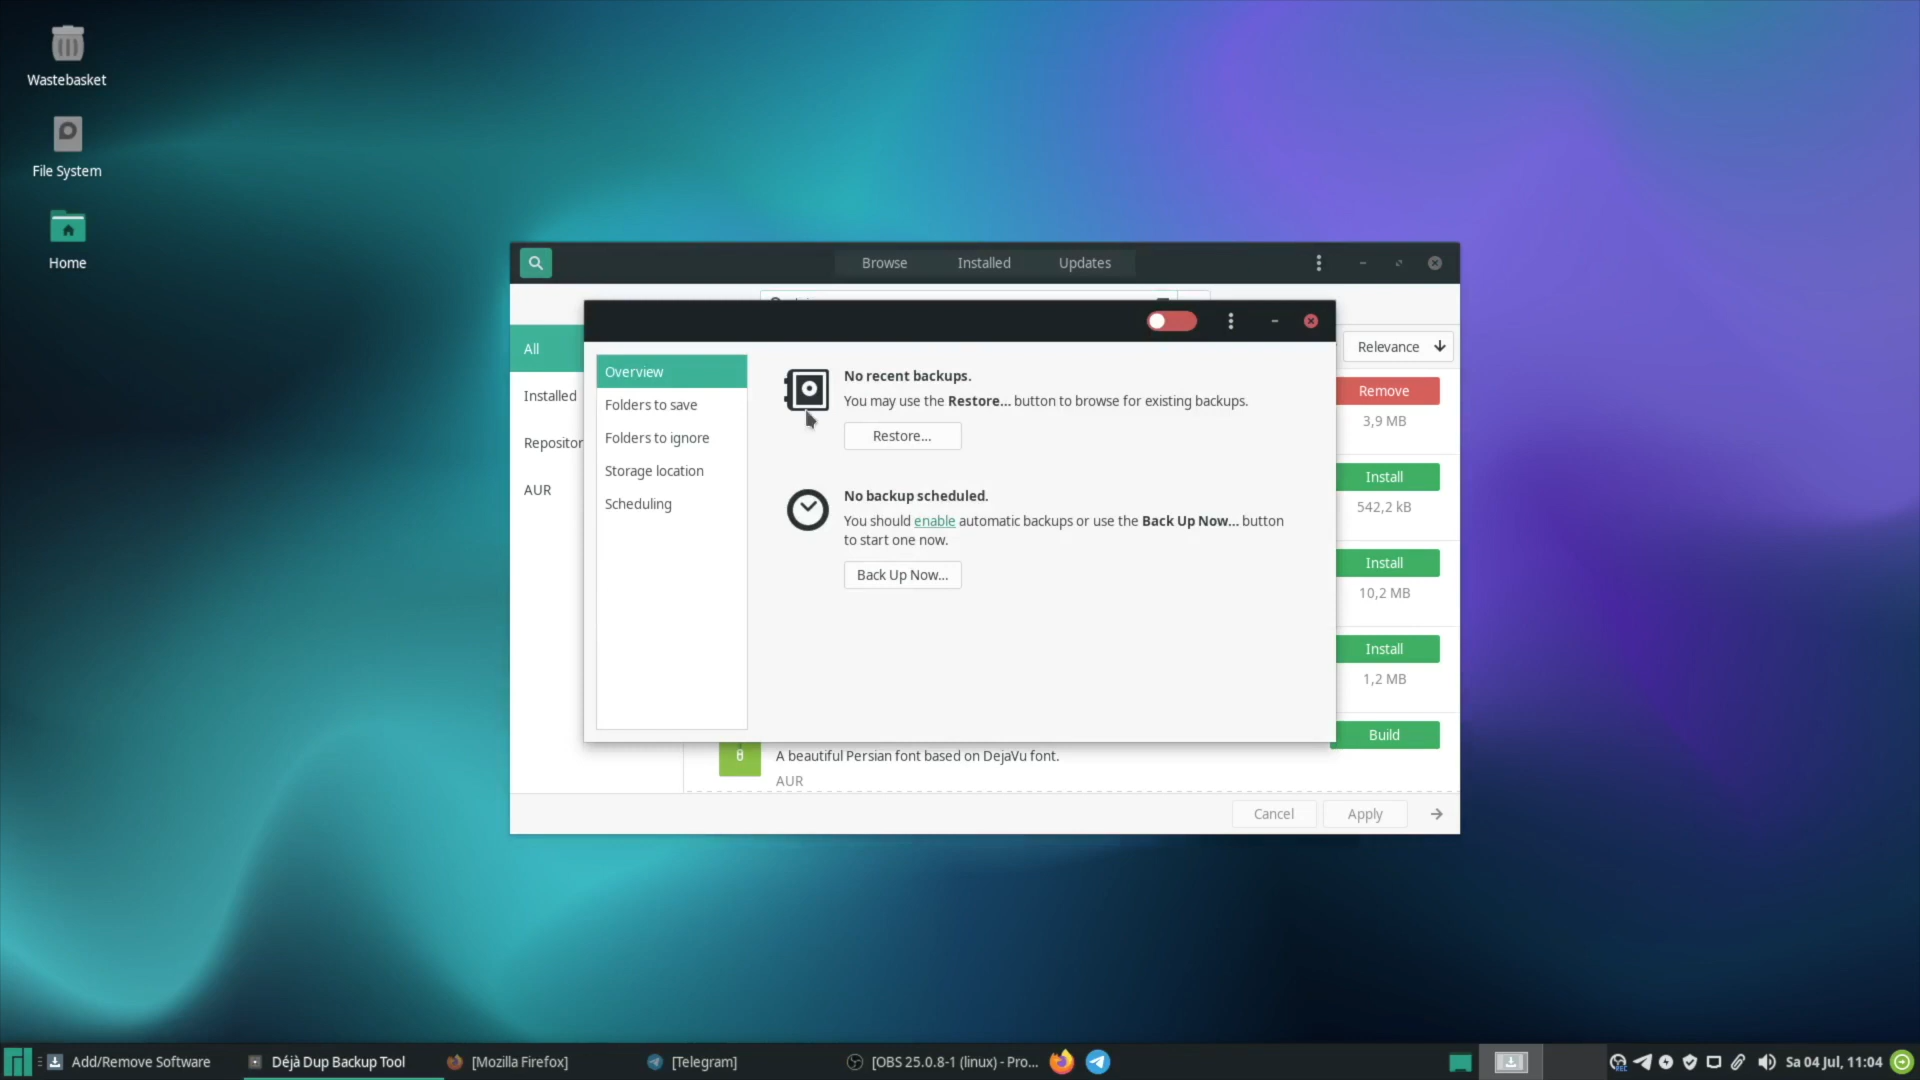 Wastebasket
File System
Home
Browse
Installed
Updates
All
Installed
Repositor
AUR
Relevance
Overview
Folders to save
Folders to ignore
Storage location
Scheduling
No recent backups.
You may use the Restore... button to browse for existing backups.
Restore...
No backup scheduled.
You should enable automatic backups or use the Back Up Now... button
to start one now.
Back Up Now...
Remove
3,9 MB
Install
542,2 kB
Install
10,2 MB
Install
1,2 MB
Build
A beautiful Persian font based on DejaVu font.
AUR
Cancel
Apply
Add/Remove Software
Déjà Dup Backup Tool
[Mozilla Firefox]
[Telegram]
[OBS 25.0.8-1 (linux) - Pro...
Sa 04 Jul, 11:04